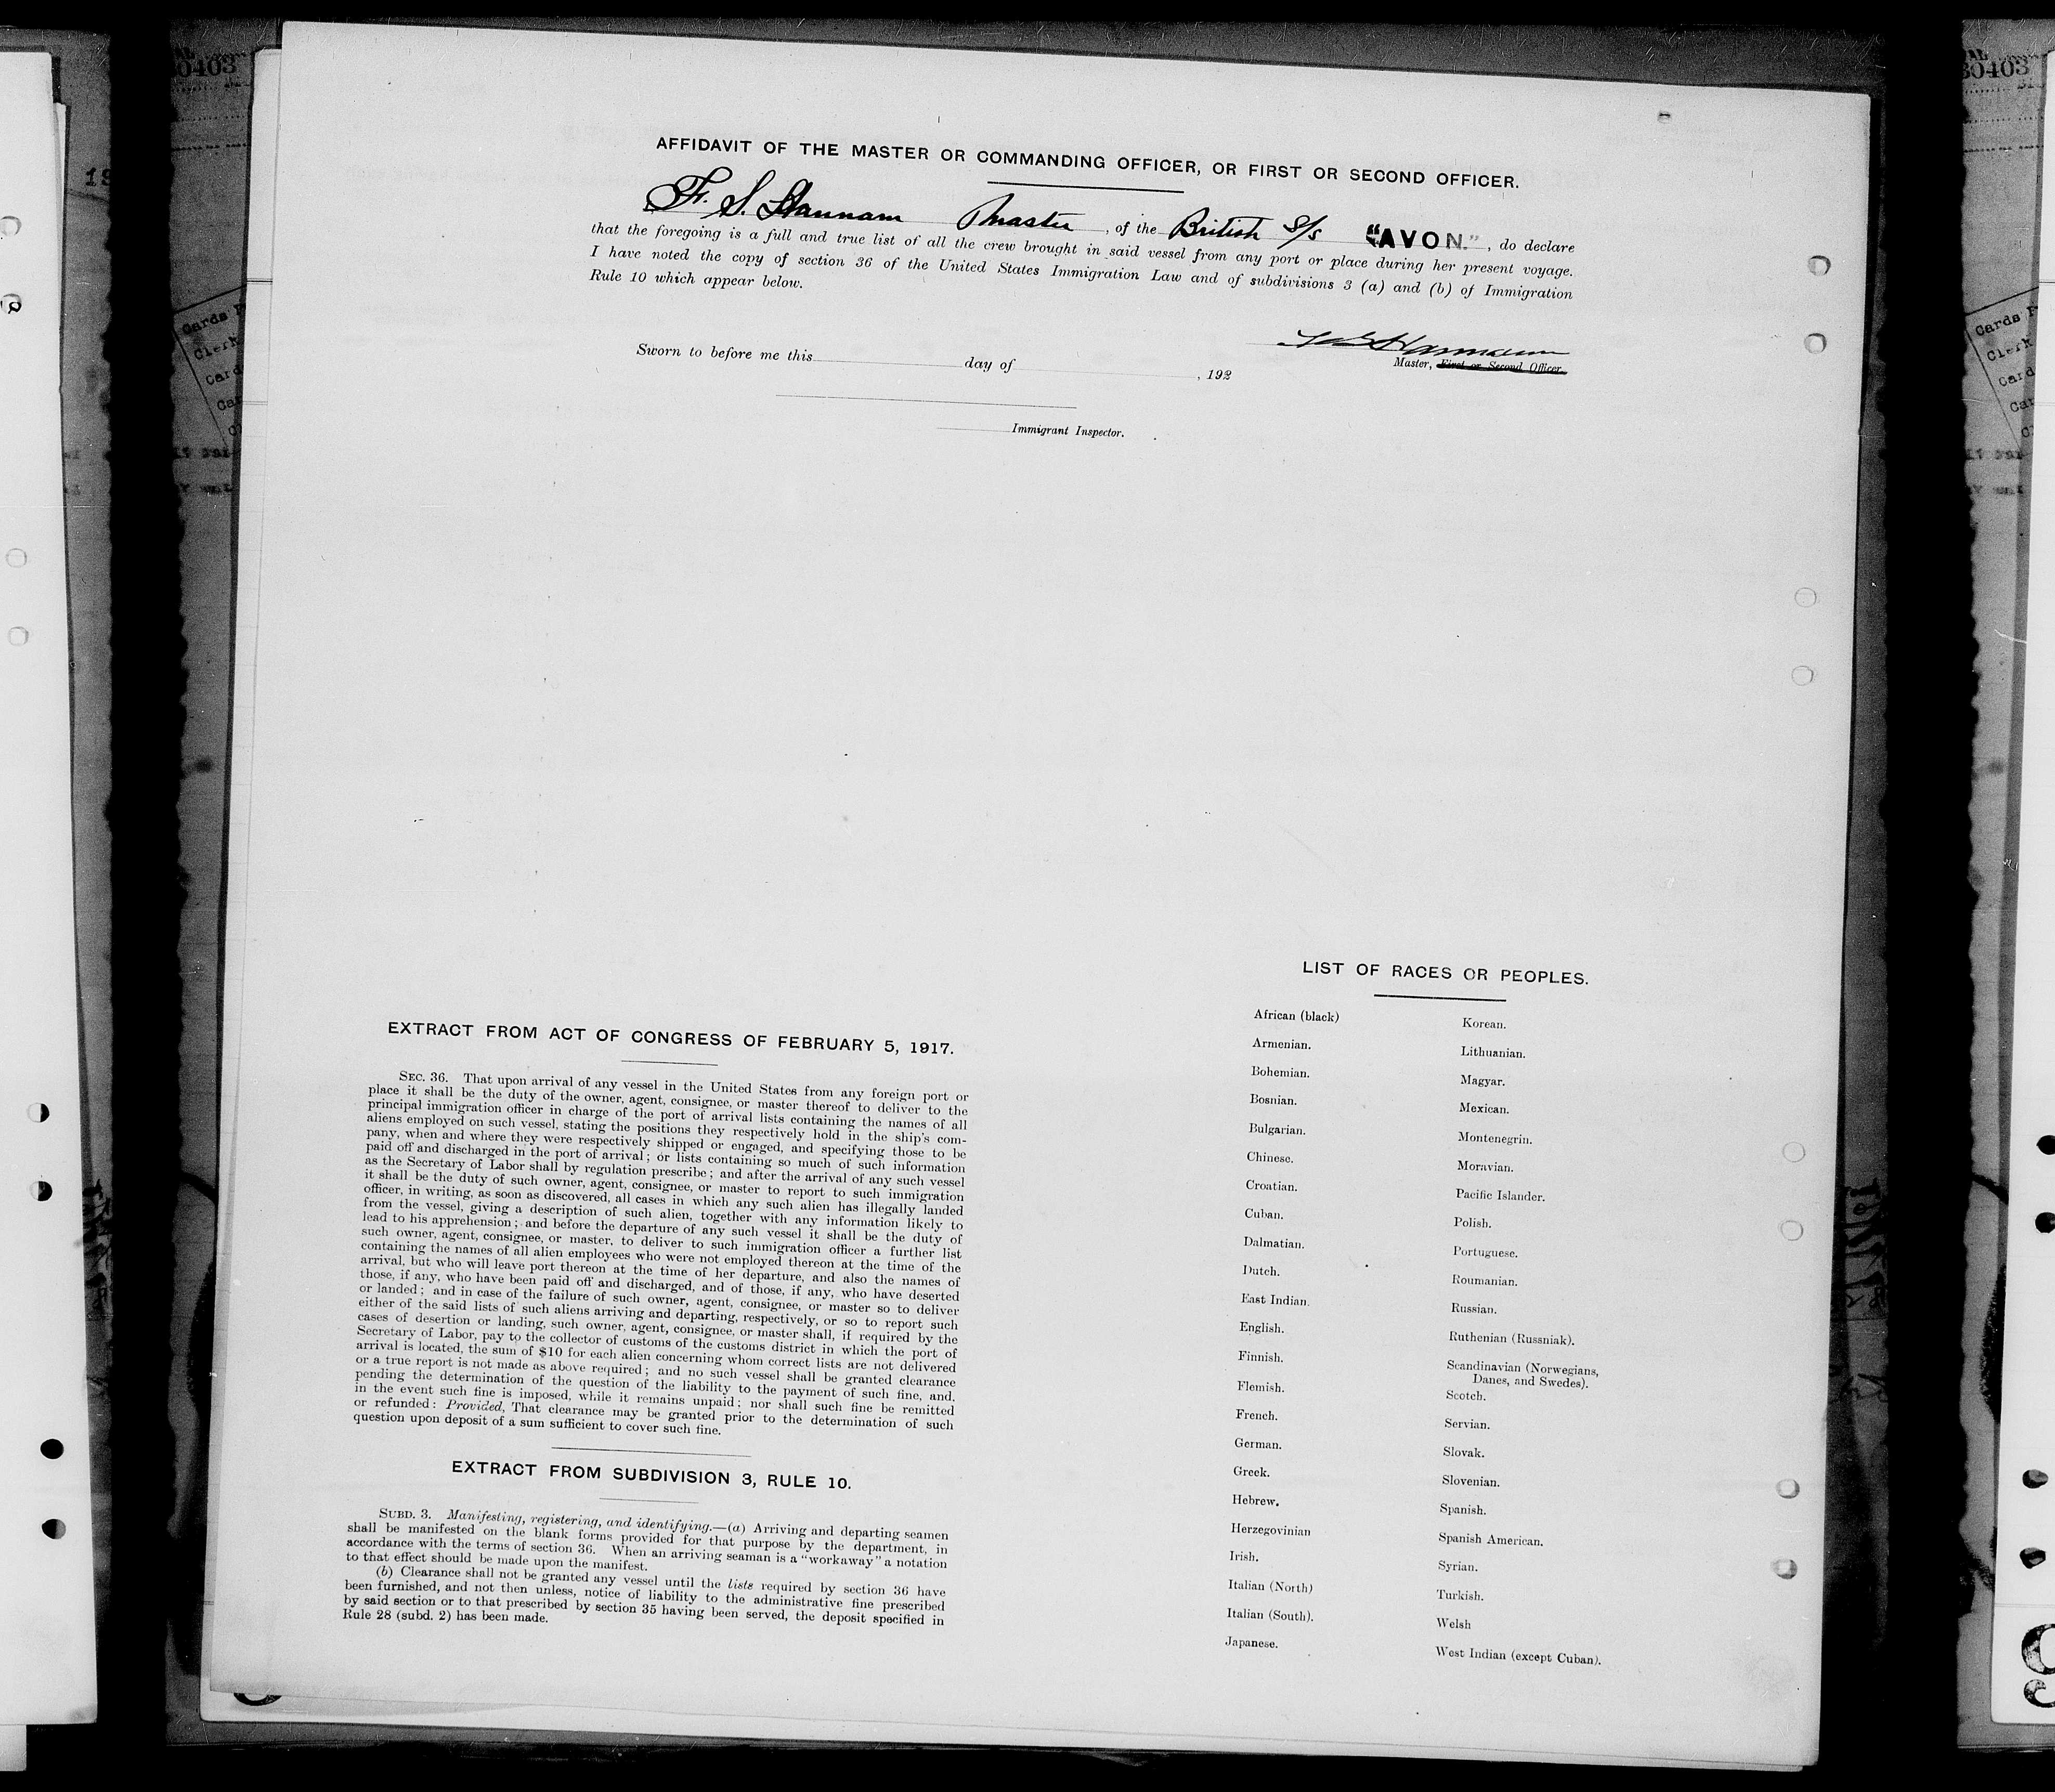 AFFIDAVIT OF THE MASTER OR COMMANDING OFFICER, OR FIRST OR SECOND OFFICER.
F. S. Hannam Master, of the British S/S "AVON.", do declare
that the foregoing is a full and true list of all the crew brought in said vessel from any port or place during her present voyage.
I have noted the copy of section 36 of the United States Immigration Law and of subdivisions 3 (a) and (b) of Immigration
Rule 10 which appear below.
Hannam
Sworn to before me this day of , 192
Master, First or Second Officer.
Immigrant Inspector.
EXTRACT FROM ACT OF CONGRESS OF FEBRUARY 5, 1917.
SEC. 36. That upon arrival of any vessel in the United States from any foreign port or
place it shall be the duty of the owner, agent, consignee, or master thereof to deliver to the
principal immigration officer in charge of the port of arrival lists containing the names of all
aliens employed on such vessel, stating the positions they respectively hold in the ship's com-
pany, when and where they were respectively shipped or engaged, and specifying those to be
paid off and discharged in the port of arrival; or lists containing so much of such information
as the Secretary of Labor shall by regulation prescribe; and after the arrival of any such vessel
it shall be the duty of such owner, agent, consignee, or master to report to such immigration
officer, in writing, as soon as discovered, all cases in which any such alien has illegally landed
from the vessel, giving a description of such alien, together with any information likely to
lead to his apprehension; and before the departure of any such vessel it shall be the duty of
such owner, agent, consignee, or master, to deliver to such immigration officer a further list
containing the names of all alien employees who were not employed thereon at the time of the
arrival, but who will leave port thereon at the time of her departure, and also the names of
those, if any, who have been paid off and discharged, and of those, if any, who have deserted
or landed; and in case of the failure of such owner, agent, consignee, or master so to deliver
either of the said lists of such aliens arriving and departing, respectively, or so to report such
cases of desertion or landing, such owner, agent, consignee, or master shall, if required by the
Secretary of Labor, pay to the collector of customs of the customs district in which the port of
arrival is located, the sum of $10 for each alien concerning whom correct lists are not delivered
or a true report is not made as above required; and no such vessel shall be granted clearance
pending the determination of the question of the liability to the payment of such fine, and,
in the event such fine is imposed, while it remains unpaid; nor shall such fine be remitted
or refunded: Provided, That clearance may be granted prior to the determination of such
question upon deposit of a sum sufficient to cover such fine.
EXTRACT FROM SUBDIVISION 3, RULE 10.
SUBD. 3. Manifesting, registering, and identifying.—(a) Arriving and departing seamen
shall be manifested on the blank forms provided for that purpose by the department, in
accordance with the terms of section 36. When an arriving seaman is a "workaway" a notation
to that effect should be made upon the manifest.
(b) Clearance shall not be granted any vessel until the lists required by section 36 have
been furnished, and not then unless, notice of liability to the administrative fine prescribed
by said section or to that prescribed by section 35 having been served, the deposit specified in
Rule 28 (subd. 2) has been made.
LIST OF RACES OR PEOPLES.
African (black)
Armenian.
Bohemian.
Bosnian.
Bulgarian.
Chinese.
Croatian.
Cuban.
Dalmatian.
Dutch.
East Indian.
English.
Finnish.
Flemish.
French.
German.
Greek.
Hebrew.
Herzegovinian
Irish.
Italian (North)
Italian (South).
Japanese.
Korean.
Lithuanian.
Magyar.
Mexican.
Montenegrin.
Moravian.
Pacific Islander.
Polish.
Portuguese.
Roumanian.
Russian.
Ruthenian (Russniak).
Scandinavian (Norwegians,
Danes, and Swedes).
Scotch.
Servian.
Slovak.
Slovenian.
Spanish.
Spanish American.
Syrian.
Turkish.
Welsh
West Indian (except Cuban).